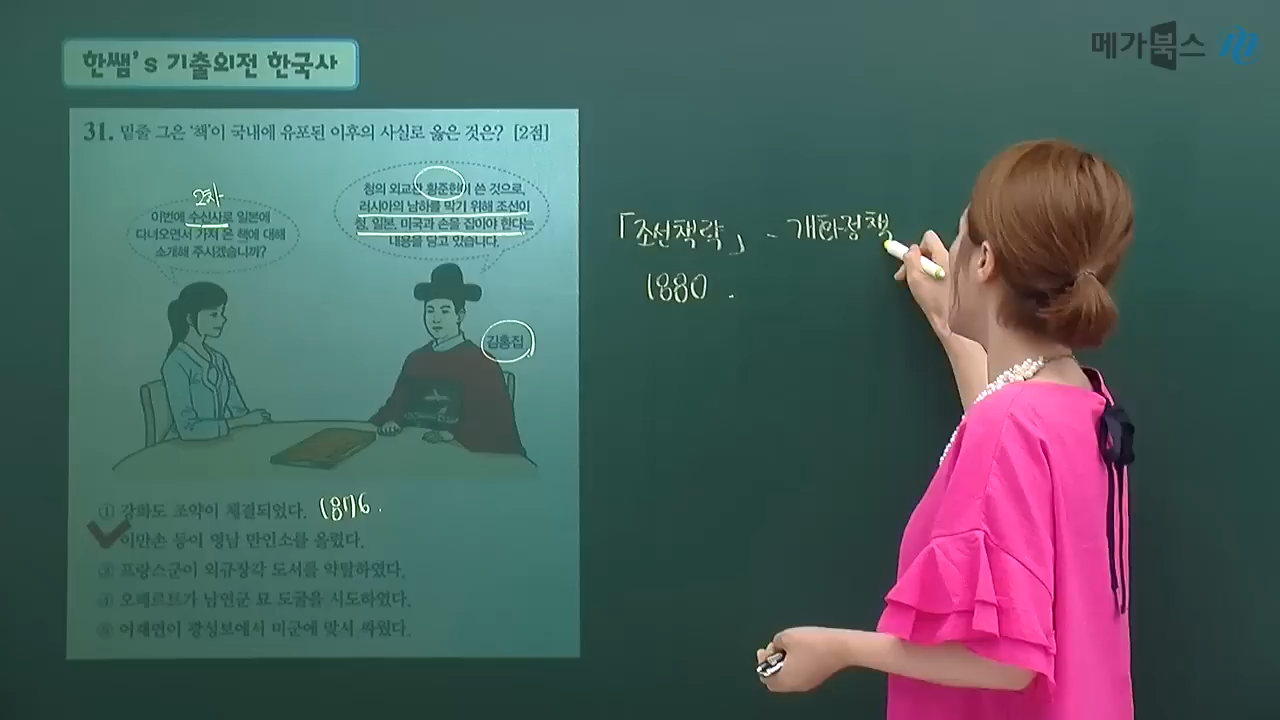 메가북스
한쌤's 기출외전 한국사
31. 밑줄 그은 '책'이 국내에 유포된 이후의 사실로 옳은 것은? [2점]
2차
이번에 수신사로 일본에
다녀오면서 가져 온 책에 대해
소개해 주시겠습니까?
청의 외교관 황준헌이 쓴 것으로,
러시아의 남하를 막기 위해 조선이
청, 일본, 미국과 손을 잡아야 한다는
내용을 담고 있습니다.
김홍집
① 강화도 조약이 체결되었다. 1876.
이만손 등이 영남 만인소를 올렸다.
③ 프랑스군이 외규장각 도서를 약탈하였다.
④ 오페르트가 남연군 묘 도굴을 시도하였다.
⑤ 어재연이 광성보에서 미군에 맞서 싸웠다.
「조선책략」 - 개화정책
1880.